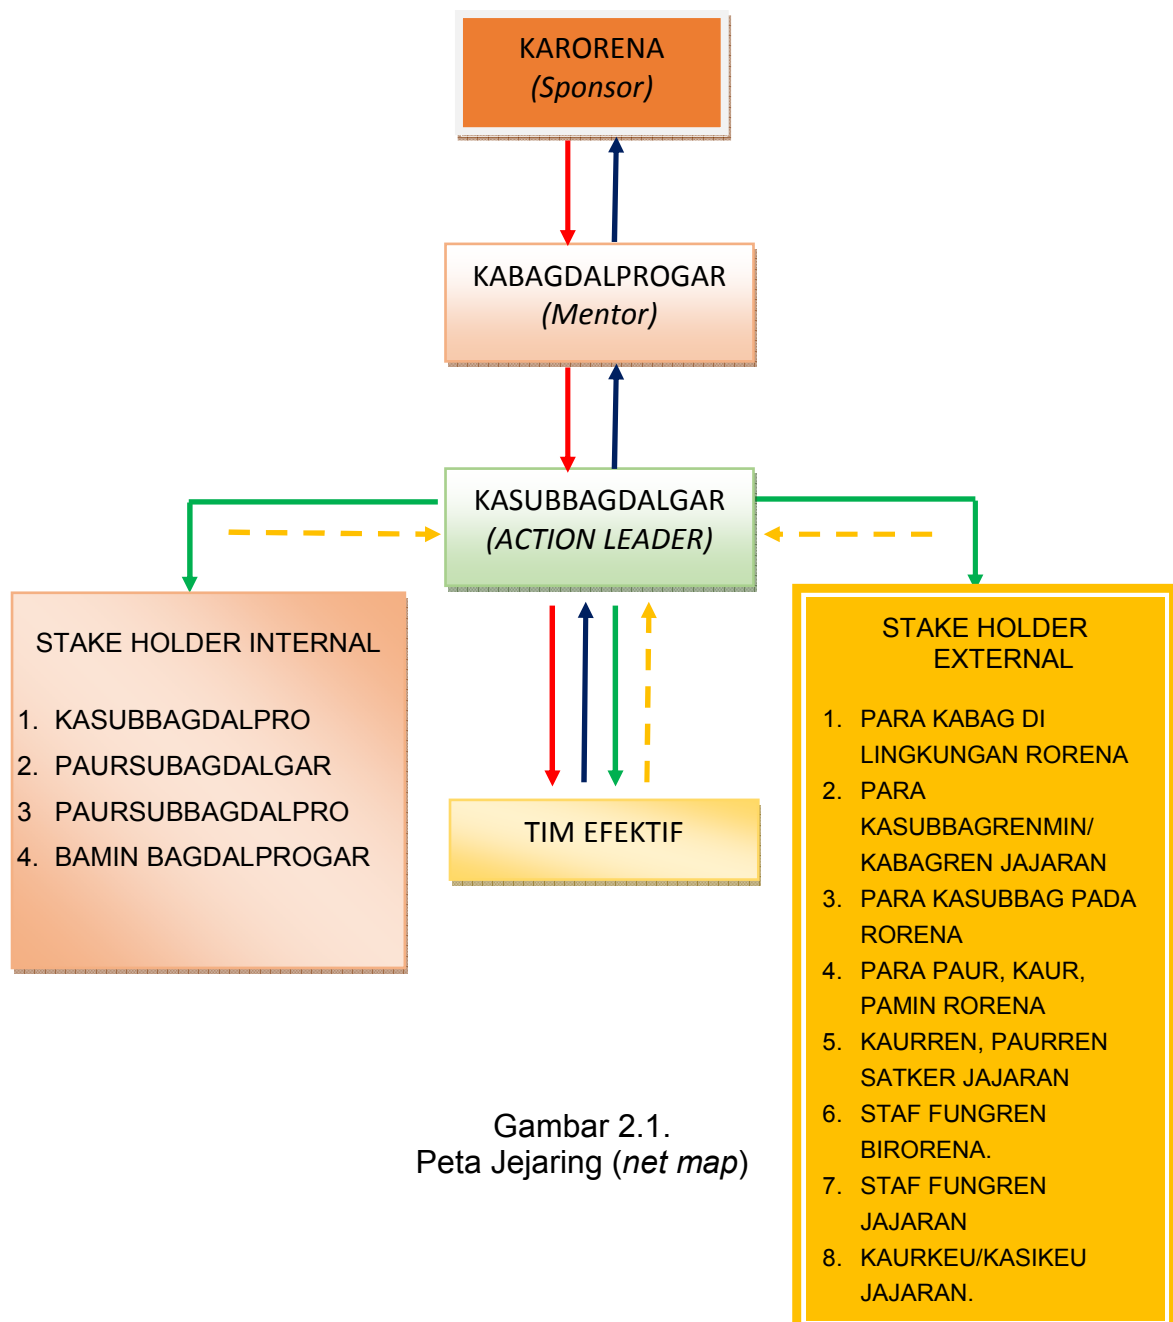 KARORENA
(Sponsor)
KABAGDALPROGAR
(Mentor)
KASUBBAGDALGAR
(ACTION LEADER)
STAKE HOLDER INTERNAL
1. KASUBBAGDALPRO
2. PAURSUBAGDALGAR
3 PAURSUBBAGDALPRO
4. BAMIN BAGDALPROGAR
TIM EFEKTIF
STAKE HOLDER
EXTERNAL
1. PARA KABAG DI
LINGKUNGAN RORENA
2. PARA
KASUBBAGRENMIN/
KABAGREN JAJARAN
3. PARA KASUBBAG PADA
RORENA
4. PARA PAUR, KAUR,
PAMIN RORENA
5. KAURREN, PAURREN
SATKER JAJARAN
6. STAF FUNGREN
BIRORENA.
7. STAF FUNGREN
JAJARAN
8. KAURKEU/KASIKEU
JAJARAN.
Gambar 2.1.
Peta Jejaring (net map)